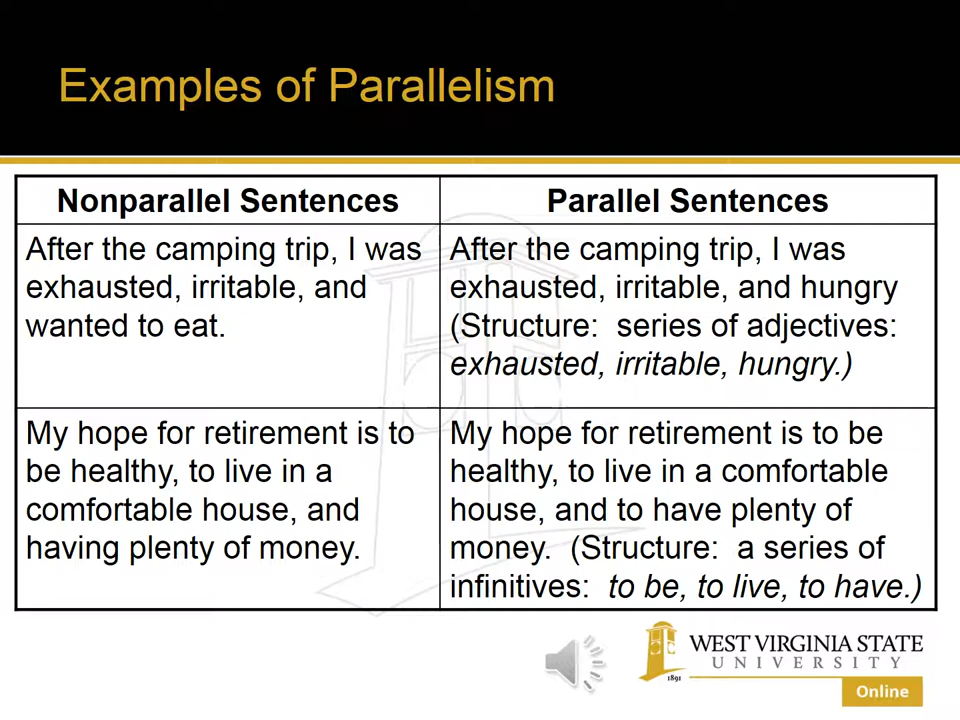 Examples of Parallelism
Nonparallel Sentences
Parallel Sentences
After the camping trip, I was
exhausted, irritable, and
wanted to eat.
After the camping trip, I was
exhausted, irritable, and hungry
(Structure:  series of adjectives:
exhausted, irritable, hungry.)
My hope for retirement is to
be healthy, to live in a
comfortable house, and
having plenty of money.
My hope for retirement is to be
healthy, to live in a comfortable
house, and to have plenty of
money.  (Structure:  a series of
infinitives:  to be, to live, to have.)
1891
WEST VIRGINIA STATE
UNIVERSITY
Online